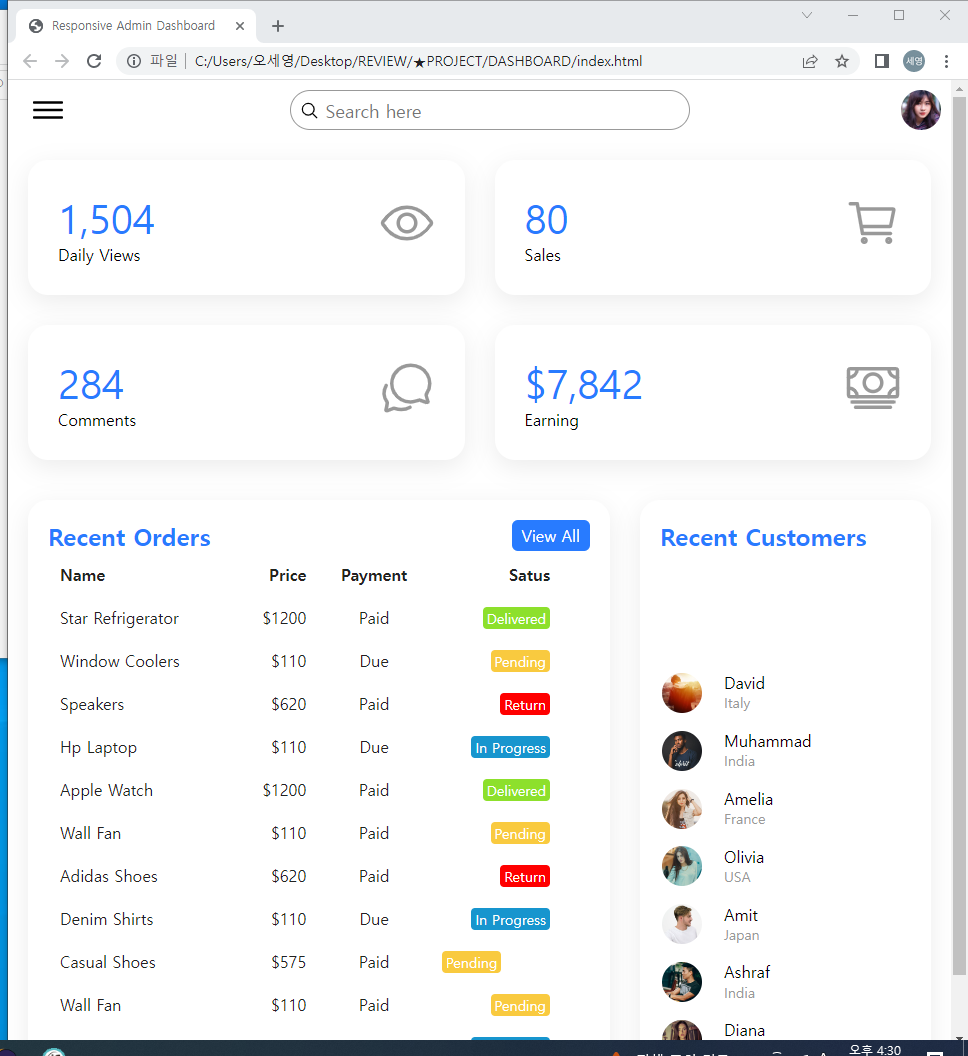 Responsive Admin Dashboard
파일 C:/Users/오세영/Desktop/REVIEW/★PROJECT/DASHBOARD/index.html
세영
Search here
1,504
Daily Views
80
Sales
284
Comments
$7,842
Earning
Recent Orders
View All
Name Price Payment Satus
Star Refrigerator $1200 Paid Delivered
Window Coolers $110 Due Pending
Speakers $620 Paid Return
Hp Laptop $110 Due In Progress
Apple Watch $1200 Paid Delivered
Wall Fan $110 Paid Pending
Adidas Shoes $620 Paid Return
Denim Shirts $110 Due In Progress
Casual Shoes $575 Paid Pending
Wall Fan $110 Paid Pending
Recent Customers
David
Italy
Muhammad
India
Amelia
France
Olivia
USA
Amit
Japan
Ashraf
India
Diana
오후 4:30